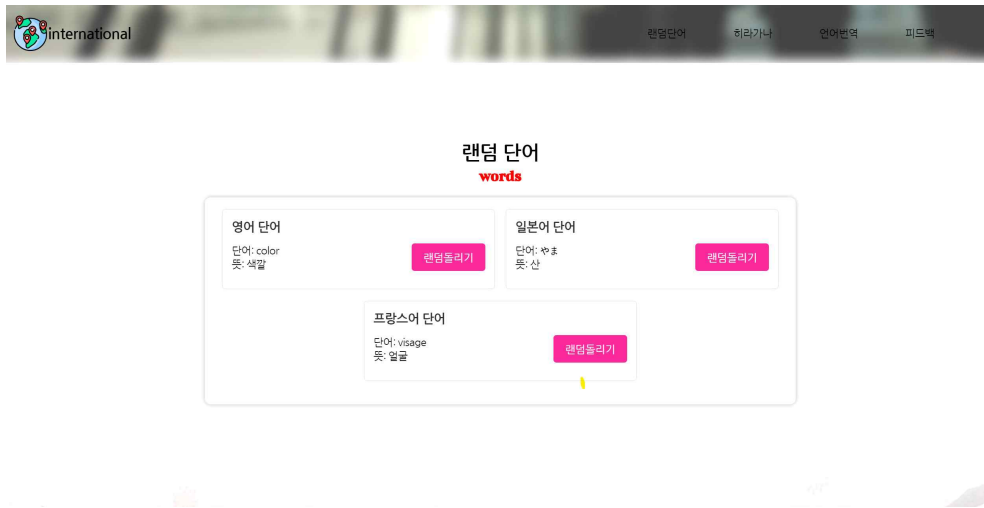 international
랜덤단어 히라가나 언어번역 피드백
랜덤 단어
words
영어 단어
단어: color
뜻: 색깔
랜덤돌리기
일본어 단어
단어: やま
뜻: 산
랜덤돌리기
프랑스어 단어
단어: visage
뜻: 얼굴
랜덤돌리기